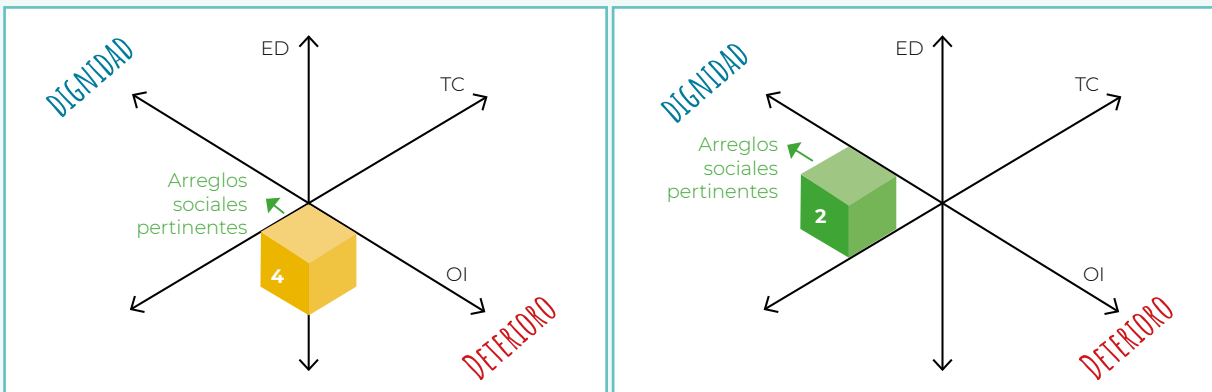 ED
TC
DIGNIDAD
Arreglos
sociales
pertinentes
4
OI
DETERIORO
ED
TC
DIGNIDAD
Arreglos
sociales
pertinentes
2
OI
DETERIORO